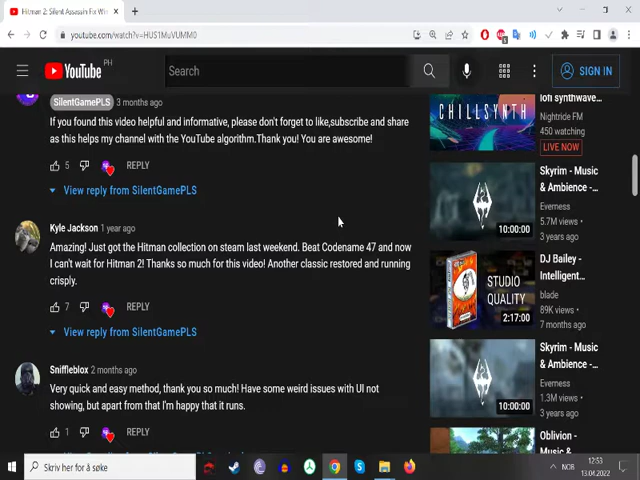 Hitman 2: Silent Assassin Fix Wi
youtube.com/watch?v=HUS1MuVUMM0
YouTube PH
Search
SIGN IN
SilentGamePLS 3 months ago
If you found this video helpful and informative, please don't forget to like,subscribe and share
as this helps my channel with the YouTube algorithm.Thank you! You are awesome!
5 REPLY
View reply from SilentGamePLS
Kyle Jackson 1 year ago
Amazing! Just got the Hitman collection on steam last weekend. Beat Codename 47 and now
I can't wait for Hitman 2! Thanks so much for this video! Another classic restored and running
crisply.
7 REPLY
View reply from SilentGamePLS
Sniffleblox 2 months ago
Very quick and easy method, thank you so much! Have some weird issues with UI not
showing, but apart from that I'm happy that it runs.
1 REPLY
CHILLSYNTH
lofi synthwave...
Nightride FM
450 watching
LIVE NOW
10:00:00
Skyrim - Music
& Ambience -...
Everness
5.7M views •
3 years ago
STUDIO
QUALITY
2:17:00
DJ Bailey -
Intelligent...
blade
89K views •
7 months ago
10:00:00
Skyrim - Music
& Ambience -...
Everness
1.3M views •
3 years ago
Oblivion -
Music &
Skriv her for å søke
NOR
12:53
13.04.2022